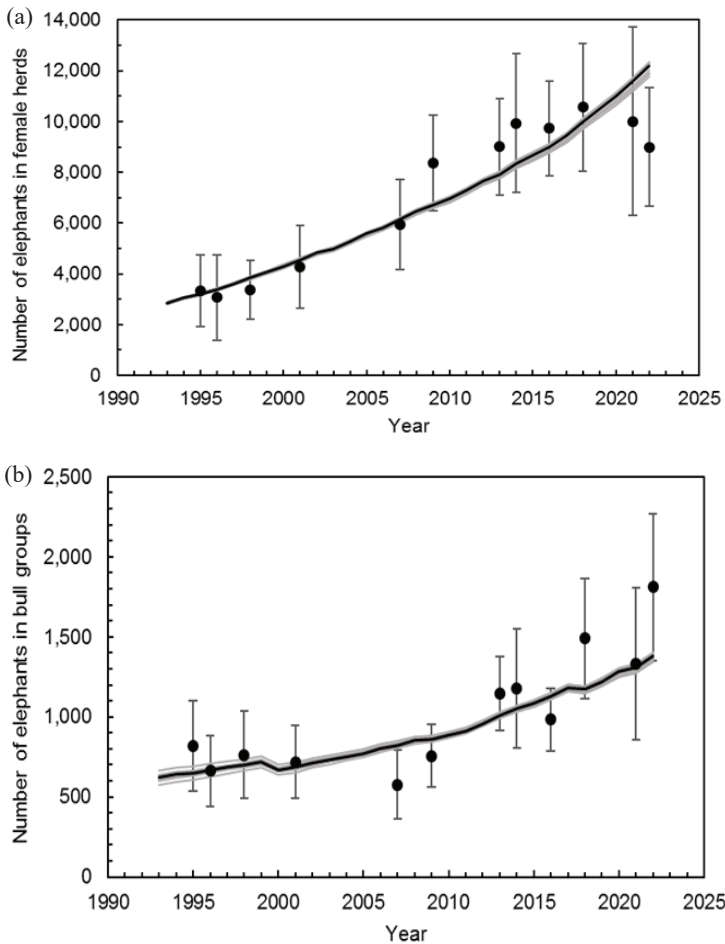 (a)
Number of elephants in female herds
14,000
12,000
10,000
8,000
6,000
4,000
2,000
0
1990 1995 2000 2005 2010 2015 2020 2025
Year
(b)
Number of elephants in bull groups
2,500
2,000
1,500
1,000
500
0
1990 1995 2000 2005 2010 2015 2020 2025
Year